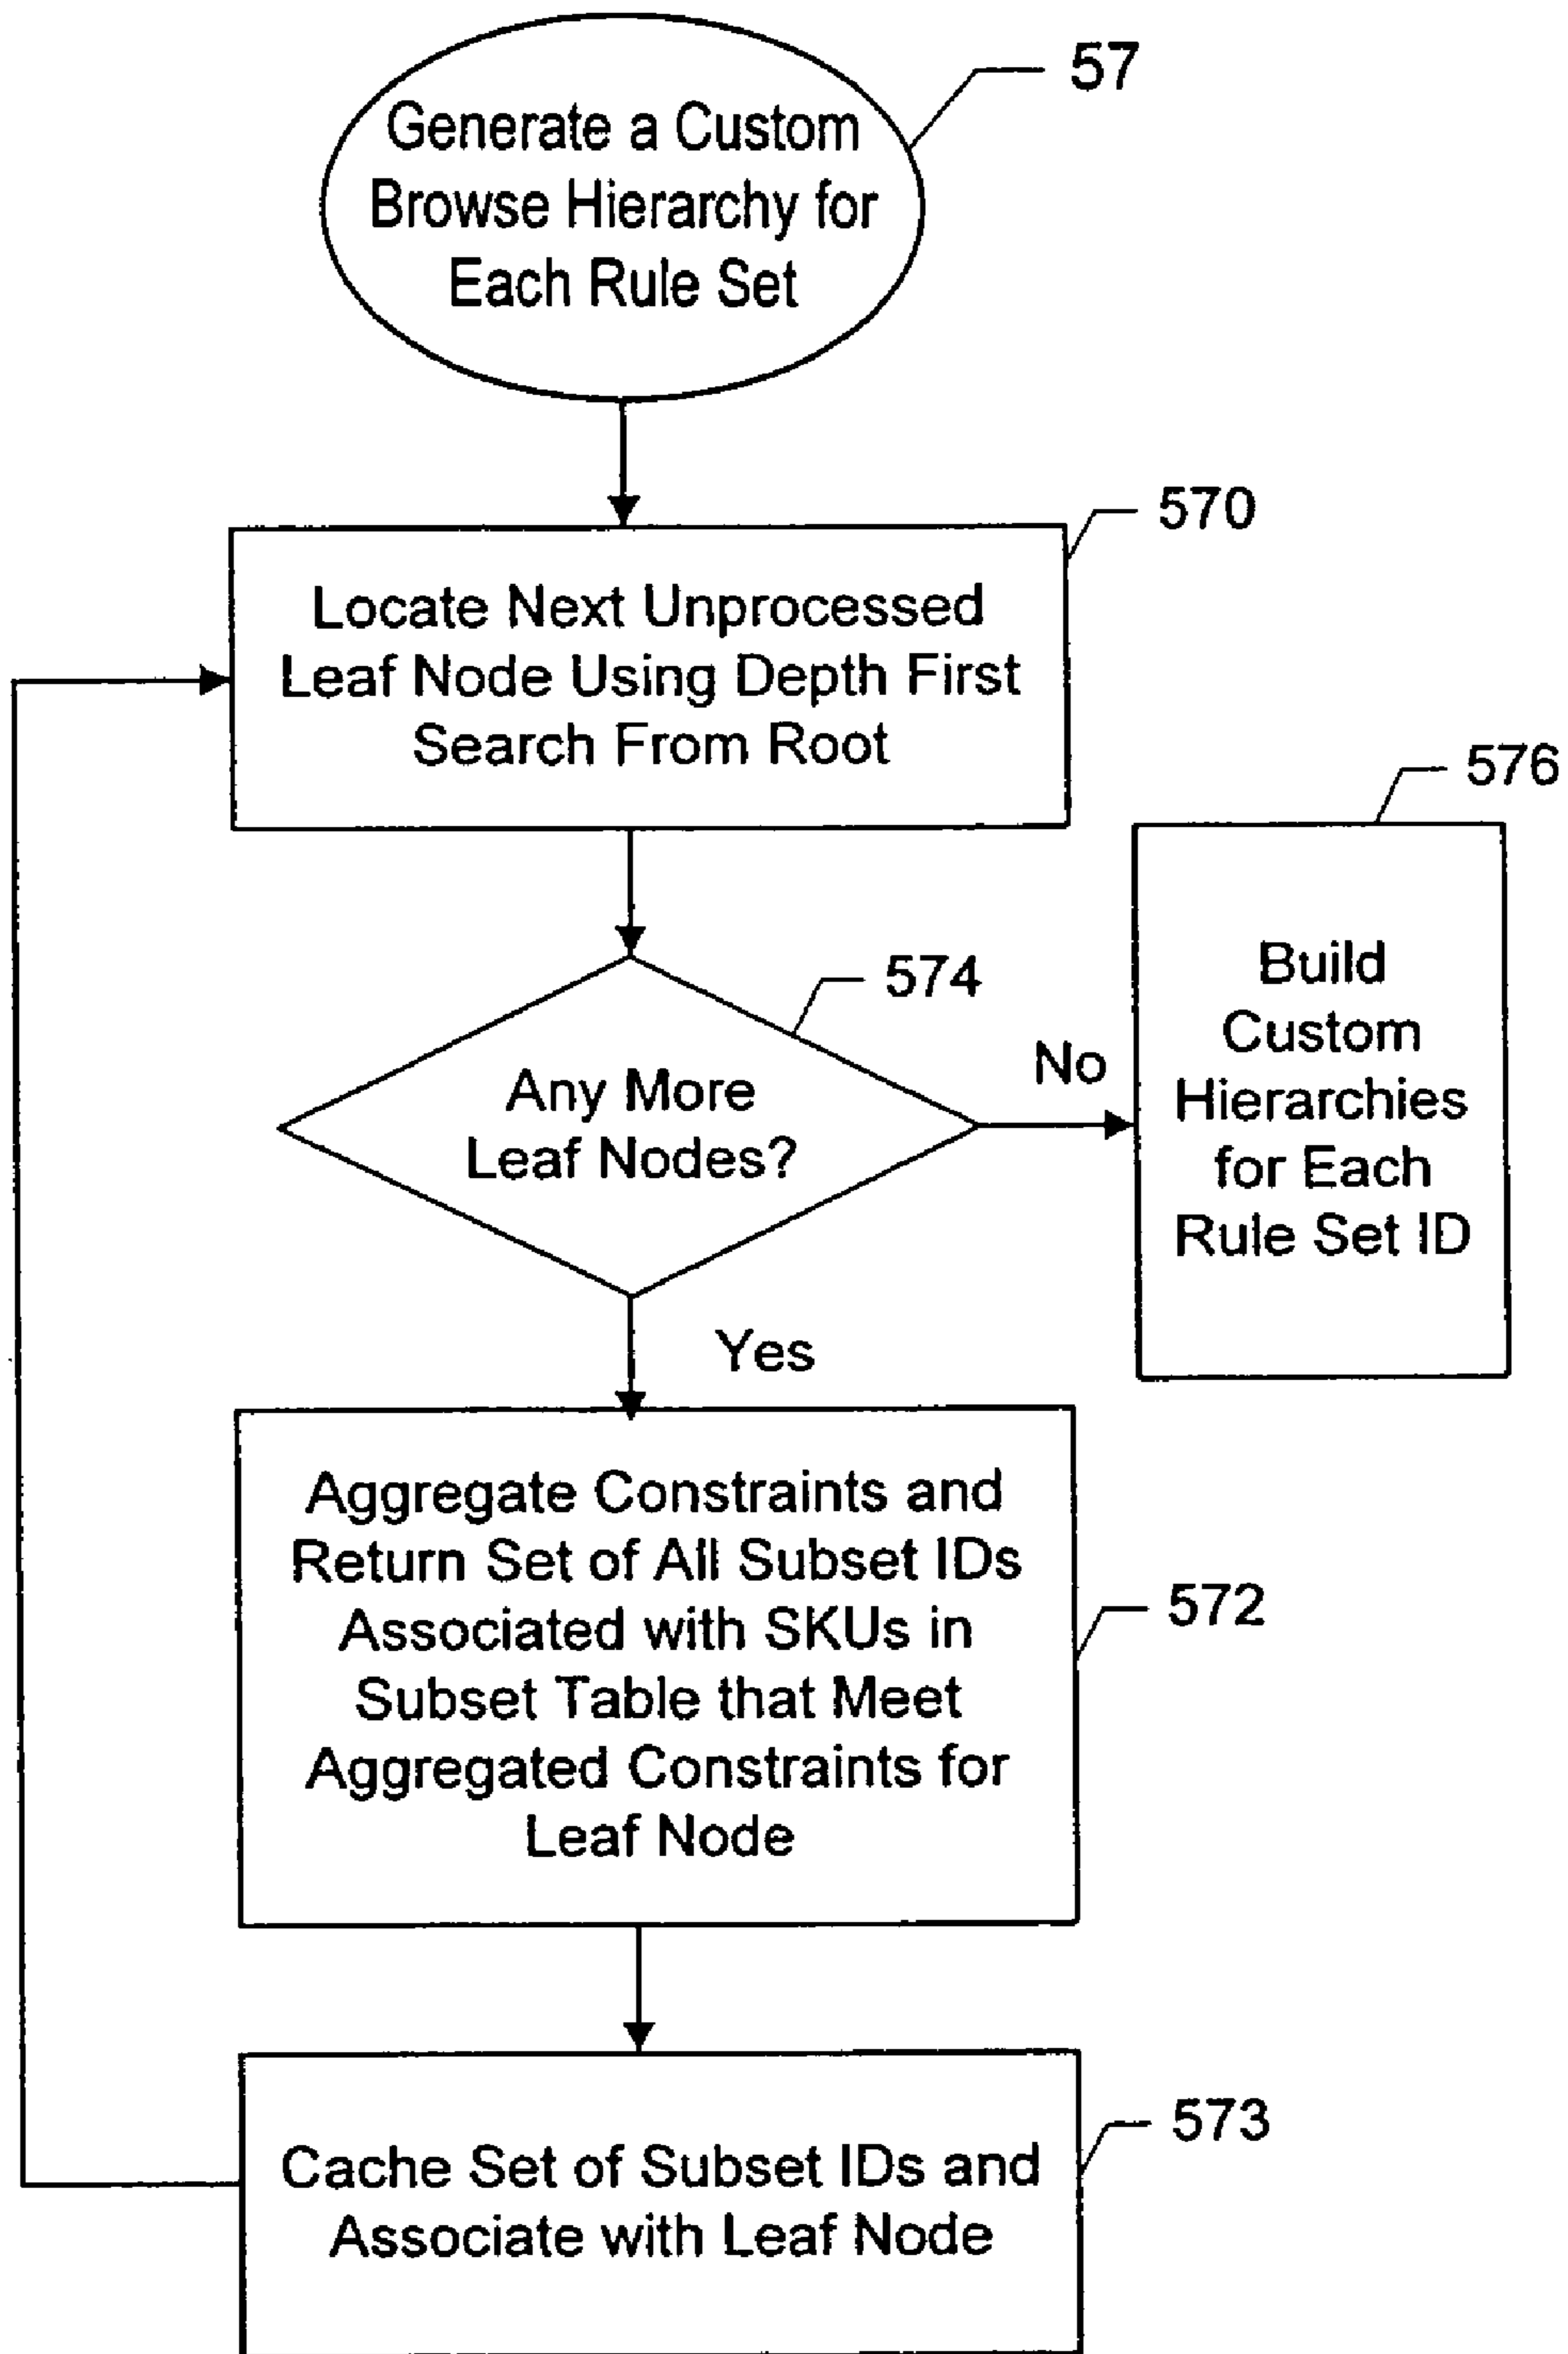 57
Generate a Custom
Browse Hierarchy for
Each Rule Set
570
Locate Next Unprocessed
Leaf Node Using Depth First
Search From Root
576
Build
Custom
Hierarchies
for Each
Rule Set ID
574
Any More
Leaf Nodes?
No
Yes
Aggregate Constraints and
Return Set of All Subset IDs
Associated with SKUs in
Subset Table that Meet
Aggregated Constraints for
Leaf Node
572
573
Cache Set of Subset IDs and
Associate with Leaf Node